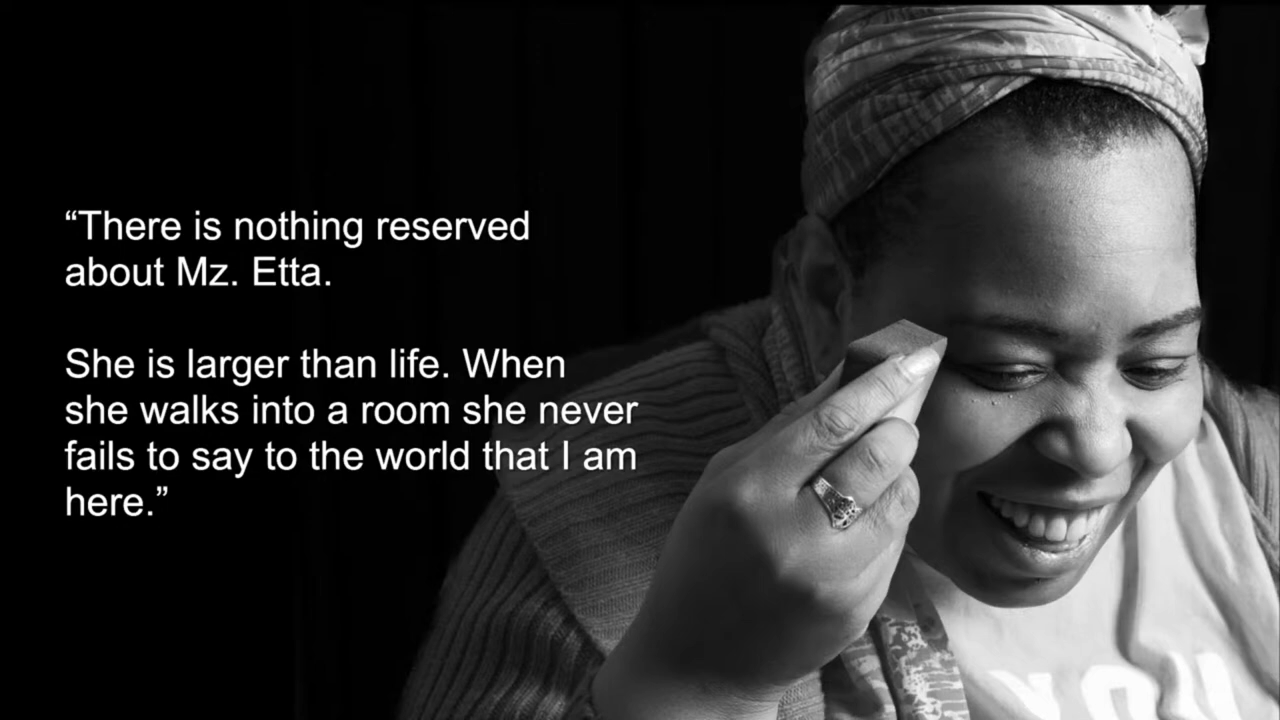 “There is nothing reserved
about Mz. Etta.
She is larger than life. When
she walks into a room she never
fails to say to the world that I am
here.”
YOU